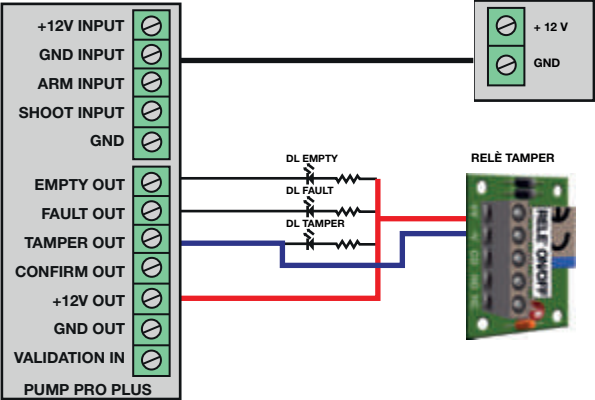 +12V INPUT
GND INPUT
ARM INPUT
SHOOT INPUT
GND
EMPTY OUT
FAULT OUT
TAMPER OUT
CONFIRM OUT
+12V OUT
GND OUT
VALIDATION IN
PUMP PRO PLUS
DL EMPTY
DL FAULT
DL TAMPER
+ 12 V
GND
RELÈ TAMPER
RELE ON/OFF